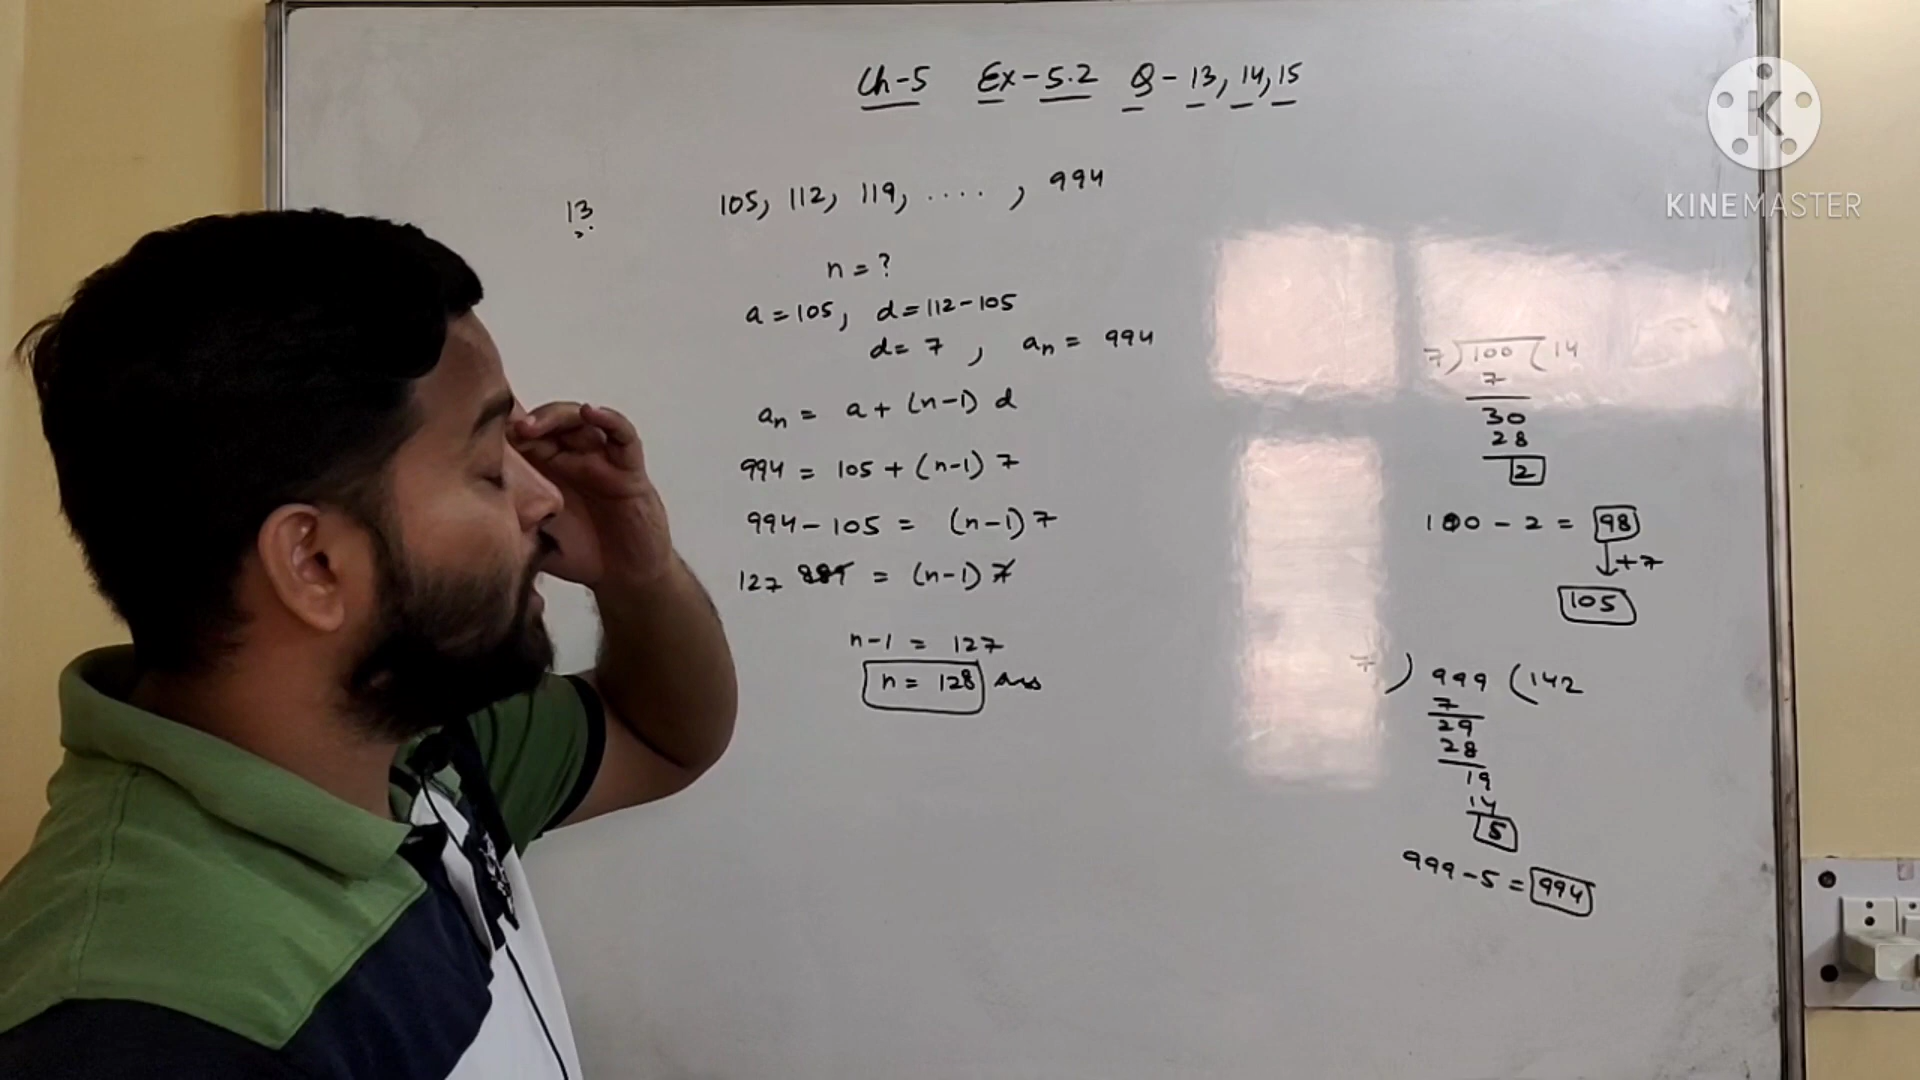 Ch-5 Ex-5.2 Q-13, 14, 15
K
KINEMASTER
13
105, 112, 119, ...., 994
n = ?
a = 105, d = 112-105
d = 7, an = 994
an = a + (n-1) d
994 = 105 + (n-1) 7
994 - 105 = (n-1) 7
127 889 = (n-1) 7
n-1 = 127
n = 128 Ans
7) 100 (14
7
30
28
2
100 - 2 = 98
+7
105
7) 999 (142
7
29
28
19
14
5
999-5 = 994